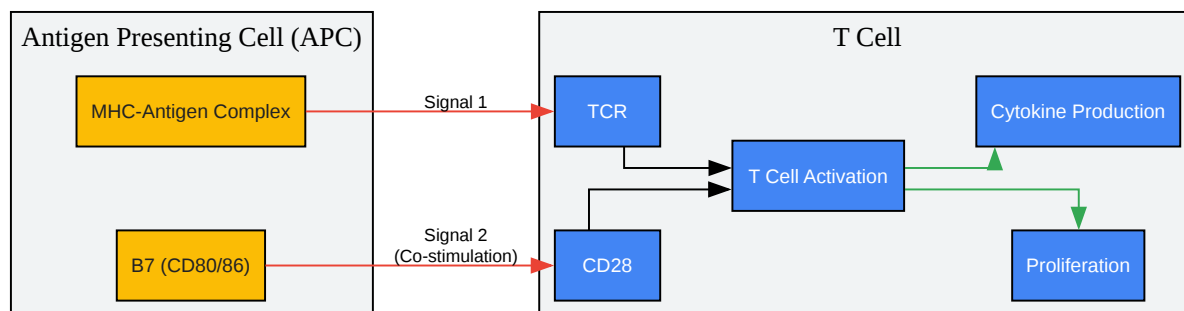 Antigen Presenting Cell (APC)
T Cell
MHC-Antigen Complex
Signal 1
TCR
Cytokine Production
T Cell Activation
B7 (CD80/86)
Signal 2
(Co-stimulation)
CD28
Proliferation